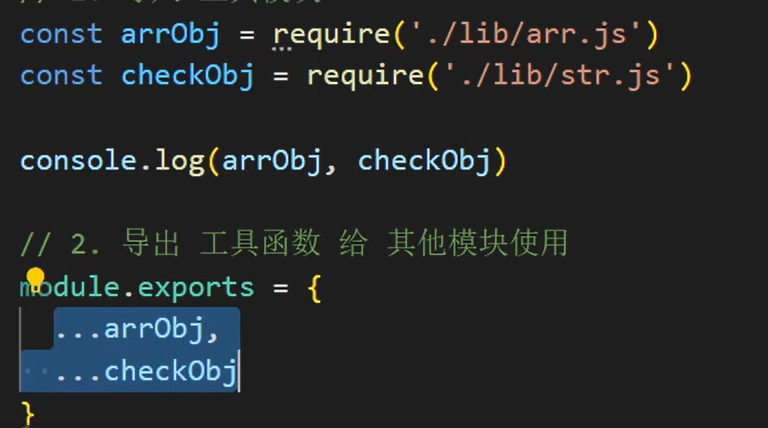 const arrObj = require('./lib/arr.js')
const checkObj = require('./lib/str.js')
console.log(arrObj, checkObj)
// 2. 导出 工具函数 给 其他模块使用
module.exports = {
...arrObj,
...checkObj
}